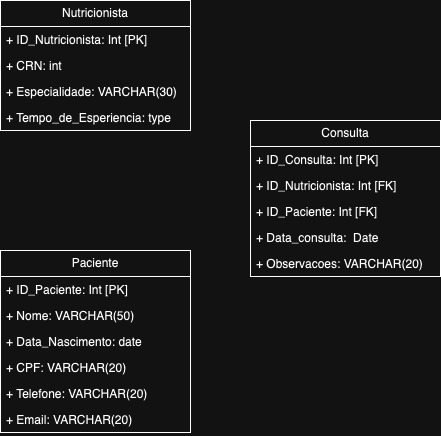 Nutricionista
+ ID_Nutricionista: Int [PK]
+ CRN: int
+ Especialidade: VARCHAR(30)
+ Tempo_de_Esperiencia: type
Consulta
+ ID_Consulta: Int [PK]
+ ID_Nutricionista: Int [FK]
+ ID_Paciente: Int [FK]
+ Data_consulta:  Date
+ Observacoes: VARCHAR(20)
Paciente
+ ID_Paciente: Int [PK]
+ Nome: VARCHAR(50)
+ Data_Nascimento: date
+ CPF: VARCHAR(20)
+ Telefone: VARCHAR(20)
+ Email: VARCHAR(20)